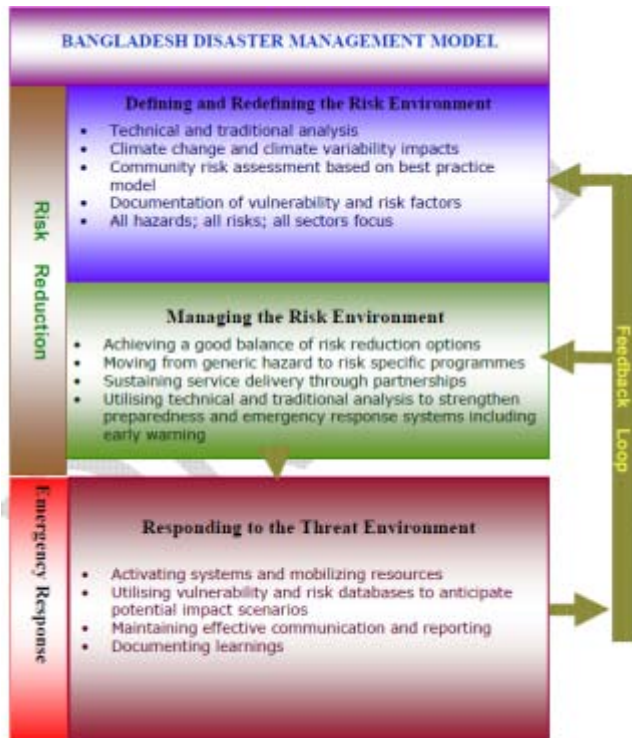 BANGLADESH DISASTER MANAGEMENT MODEL
Risk Reduction
Defining and Redefining the Risk Environment
• Technical and traditional analysis
• Climate change and climate variability impacts
• Community risk assessment based on best practice
model
• Documentation of vulnerability and risk factors
• All hazards; all risks; all sectors focus
Managing the Risk Environment
• Achieving a good balance of risk reduction options
• Moving from generic hazard to risk specific programmes
• Sustaining service delivery through partnerships
• Utilising technical and traditional analysis to strengthen
preparedness and emergency response systems including
early warning
Emergency Response
Responding to the Threat Environment
• Activating systems and mobilizing resources
• Utilising vulnerability and risk databases to anticipate
potential impact scenarios
• Maintaining effective communication and reporting
• Documenting learnings
Feedback Loop